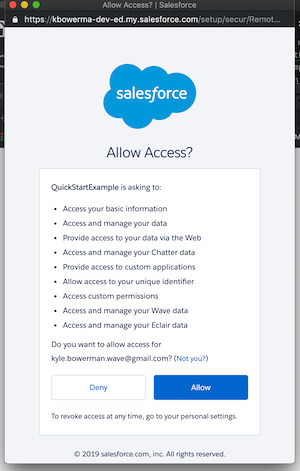 Allow Access? | Salesforce
https://kbowerma-dev-ed.my.salesforce.com/setup/secur/Remot...
salesforce
Allow Access?
QuickStartExample is asking to:
• Access your basic information
• Access and manage your data
• Provide access to your data via the Web
• Access and manage your Chatter data
• Provide access to custom applications
• Allow access to your unique identifier
• Access custom permissions
• Access and manage your Wave data
• Access and manage your Eclair data
Do you want to allow access for
kyle.bowerman.wave@gmail.com? (Not you?)
Deny
Allow
To revoke access at any time, go to your personal settings.
© 2019 salesforce.com, inc. All rights reserved.